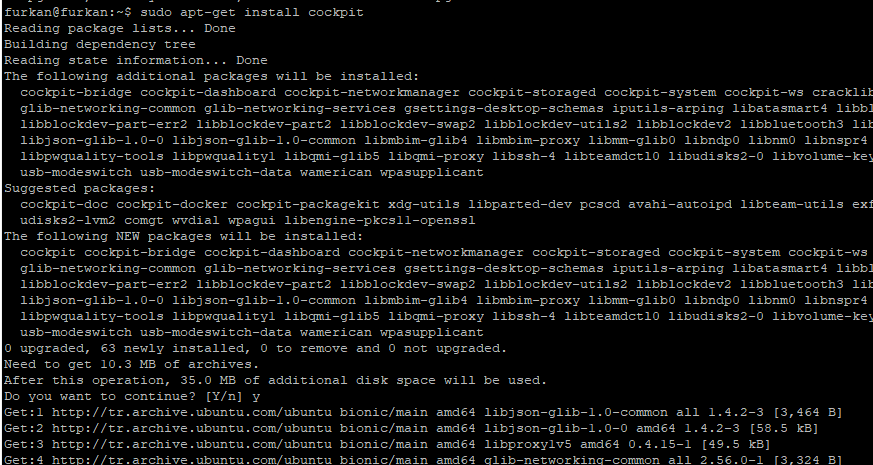 furkan@furkan:~$ sudo apt-get install cockpit
Reading package lists... Done
Building dependency tree
Reading state information... Done
The following additional packages will be installed:
cockpit-bridge cockpit-dashboard cockpit-networkmanager cockpit-storaged cockpit-system cockpit-ws cracklib
glib-networking-common glib-networking-services gsettings-desktop-schemas iputils-arping libatasmart4 libbl
libblockdev-part-err2 libblockdev-part2 libblockdev-swap2 libblockdev-utils2 libblockdev2 libbluetooth3 lib
libjson-glib-1.0-0 libjson-glib-1.0-common libmbim-glib4 libmbim-proxy libmm-glib0 libndp0 libnm0 libnspr4
libpwquality-tools libpwquality1 libqmi-glib5 libqmi-proxy libssh-4 libteamdctl0 libudisks2-0 libvolume-key
usb-modeswitch usb-modeswitch-data wamerican wpasupplicant
Suggested packages:
cockpit-doc cockpit-docker cockpit-packagekit xdg-utils libparted-dev pcscd avahi-autoipd libteam-utils exf
udisks2-lvm2 comgt wvdial wpagui libengine-pkcs11-openssl
The following NEW packages will be installed:
cockpit cockpit-bridge cockpit-dashboard cockpit-networkmanager cockpit-storaged cockpit-system cockpit-ws
glib-networking-common glib-networking-services gsettings-desktop-schemas iputils-arping libatasmart4 libbl
libblockdev-part-err2 libblockdev-part2 libblockdev-swap2 libblockdev-utils2 libblockdev2 libbluetooth3 lib
libjson-glib-1.0-0 libjson-glib-1.0-common libmbim-glib4 libmbim-proxy libmm-glib0 libndp0 libnm0 libnspr4
libpwquality-tools libpwquality1 libqmi-glib5 libqmi-proxy libssh-4 libteamdctl0 libudisks2-0 libvolume-key
usb-modeswitch usb-modeswitch-data wamerican wpasupplicant
0 upgraded, 63 newly installed, 0 to remove and 0 not upgraded.
Need to get 10.3 MB of archives.
After this operation, 35.0 MB of additional disk space will be used.
Do you want to continue? [Y/n] y
Get:1 http://tr.archive.ubuntu.com/ubuntu bionic/main amd64 libjson-glib-1.0-common all 1.4.2-3 [3,464 B]
Get:2 http://tr.archive.ubuntu.com/ubuntu bionic/main amd64 libjson-glib-1.0-0 amd64 1.4.2-3 [58.5 kB]
Get:3 http://tr.archive.ubuntu.com/ubuntu bionic/main amd64 libproxy1v5 amd64 0.4.15-1 [49.5 kB]
Get:4 http://tr.archive.ubuntu.com/ubuntu bionic/main amd64 glib-networking-common all 2.56.0-1 [3,324 B]